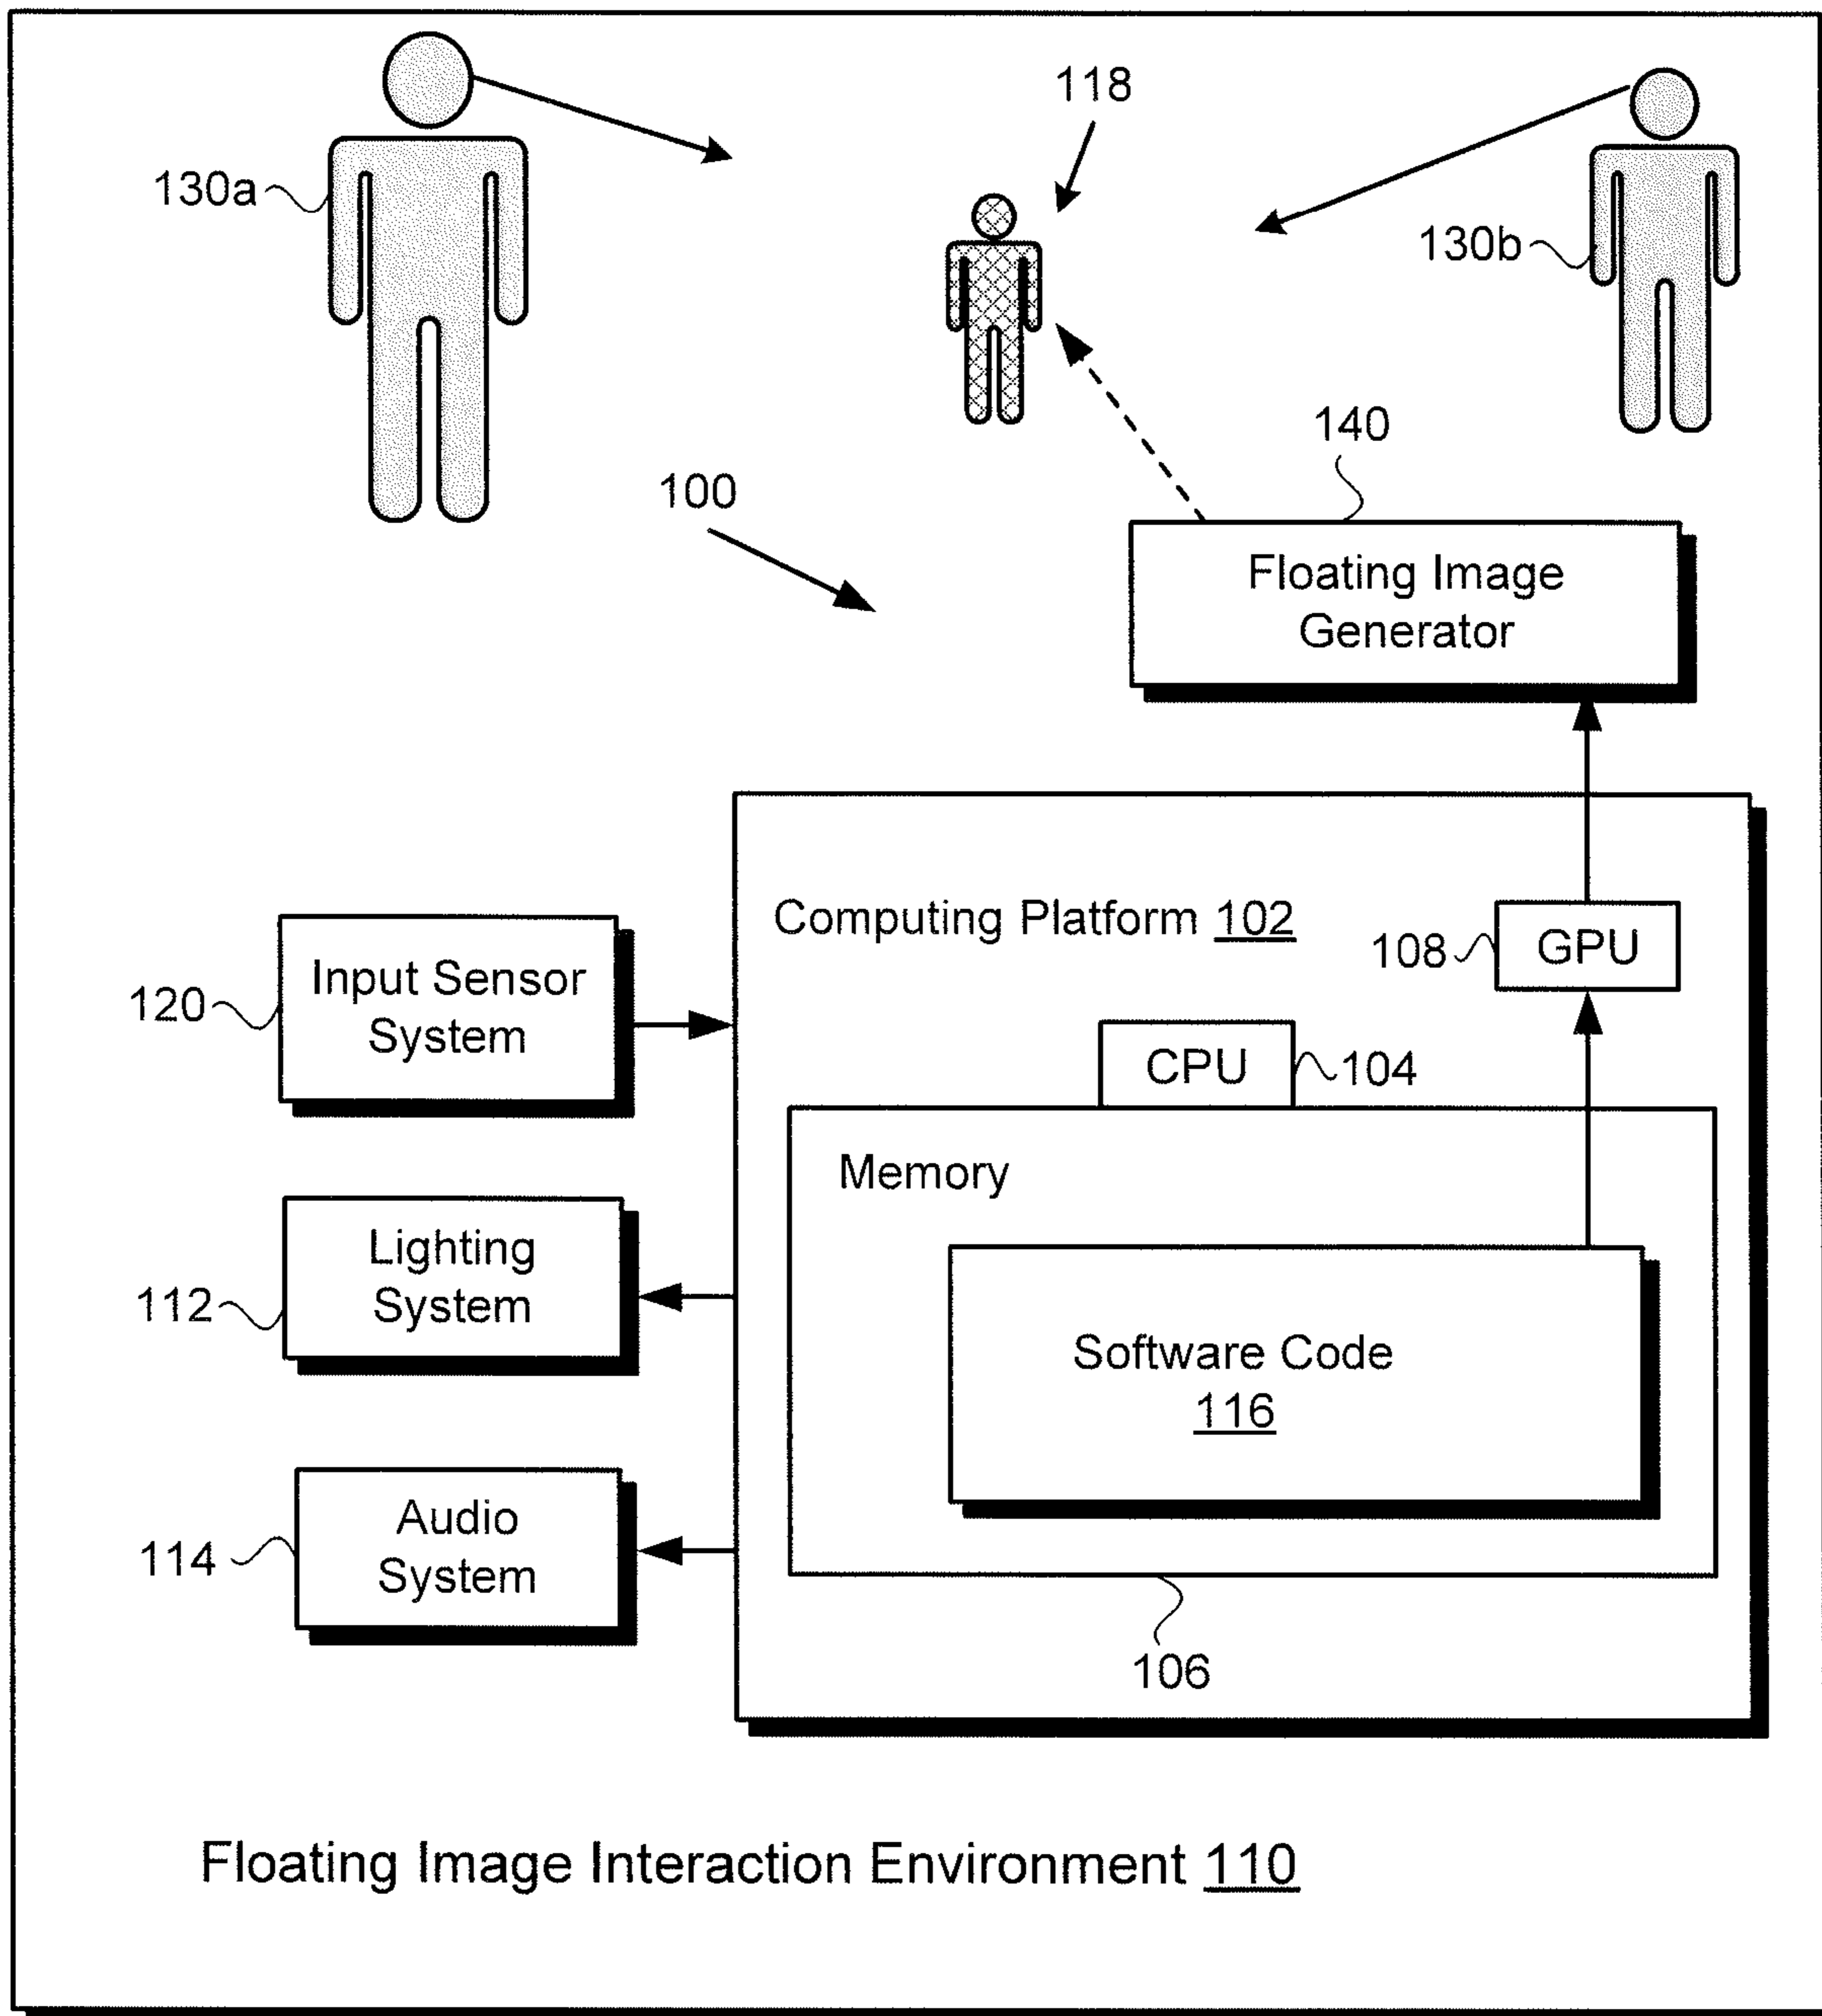 118
130a
130b
140
100
Floating Image
Generator
Computing Platform 102
108
GPU
120
Input Sensor
System
CPU
104
Memory
112
Lighting
System
Software Code
116
114
Audio
System
106
Floating Image Interaction Environment 110